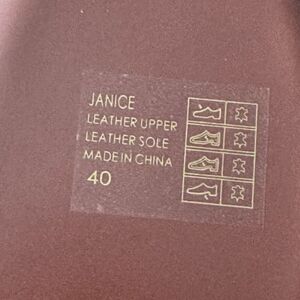 JANICE
LEATHER UPPER
LEATHER SOLE
MADE IN CHINA
40